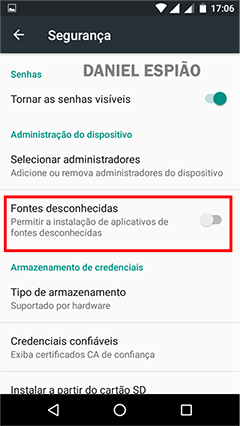 17:06
Segurança
Senhas
DANIEL ESPIÃO
Tornar as senhas visíveis
Administração do dispositivo
Selecionar administradores
Adicione ou remova administradores do dispositivo
Fontes desconhecidas
Permitir a instalação de aplicativos de
fontes desconhecidas
Armazenamento de credenciais
Tipo de armazenamento
Suportado por hardware
Credenciais confiáveis
Exiba certificados CA de confiança
Instalar a partir do cartão SD